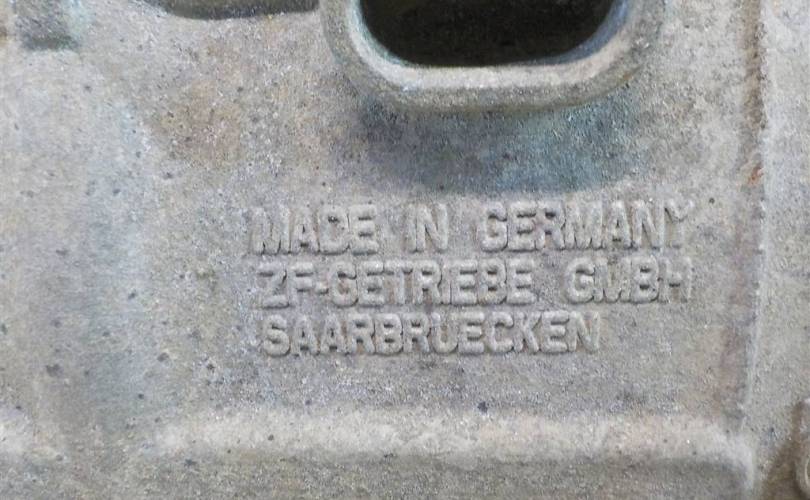 MADE IN GERMANY
ZF-GETRIEBE GMBH
SAARBRUECKEN